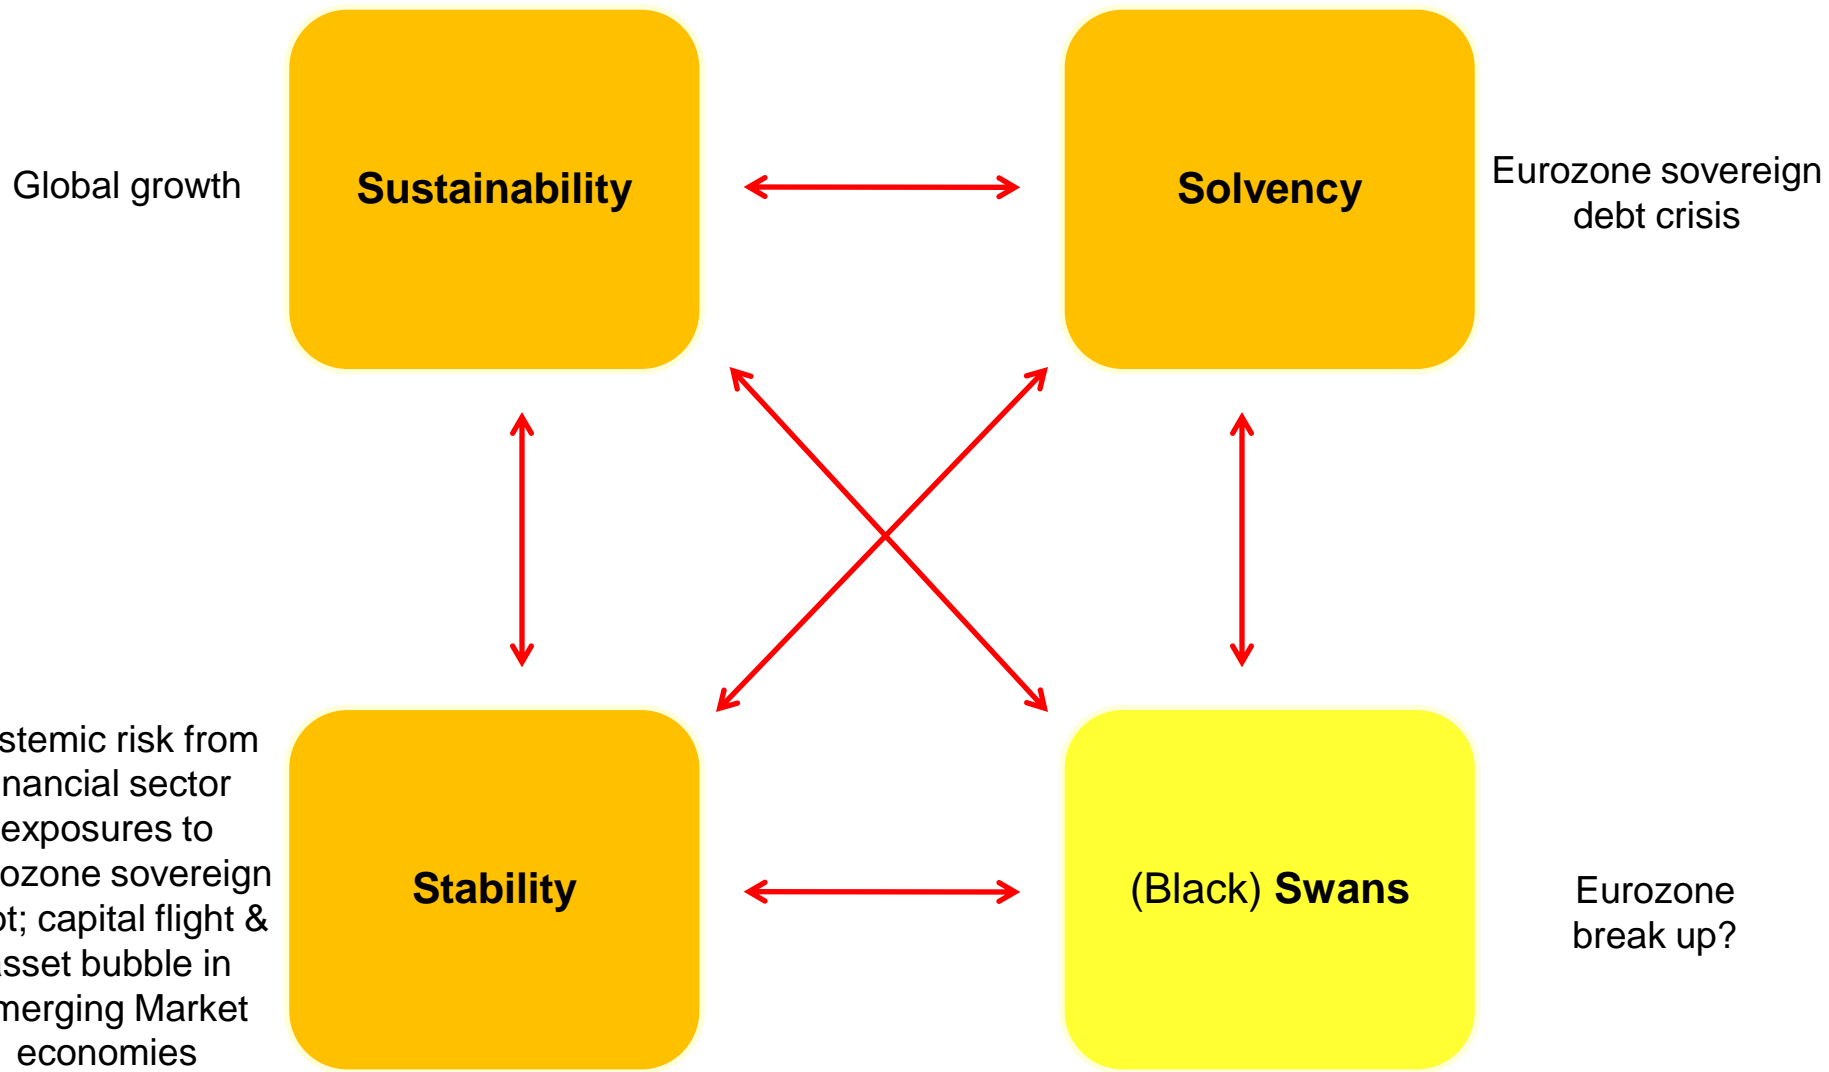 Global growth
Sustainability
Solvency
Eurozone sovereign
debt crisis
stemic risk from
nancial sector
exposures to
ozone sovereign
ot; capital flight &
asset bubble in
merging Market
economies
Stability
(Black) Swans
Eurozone
break up?